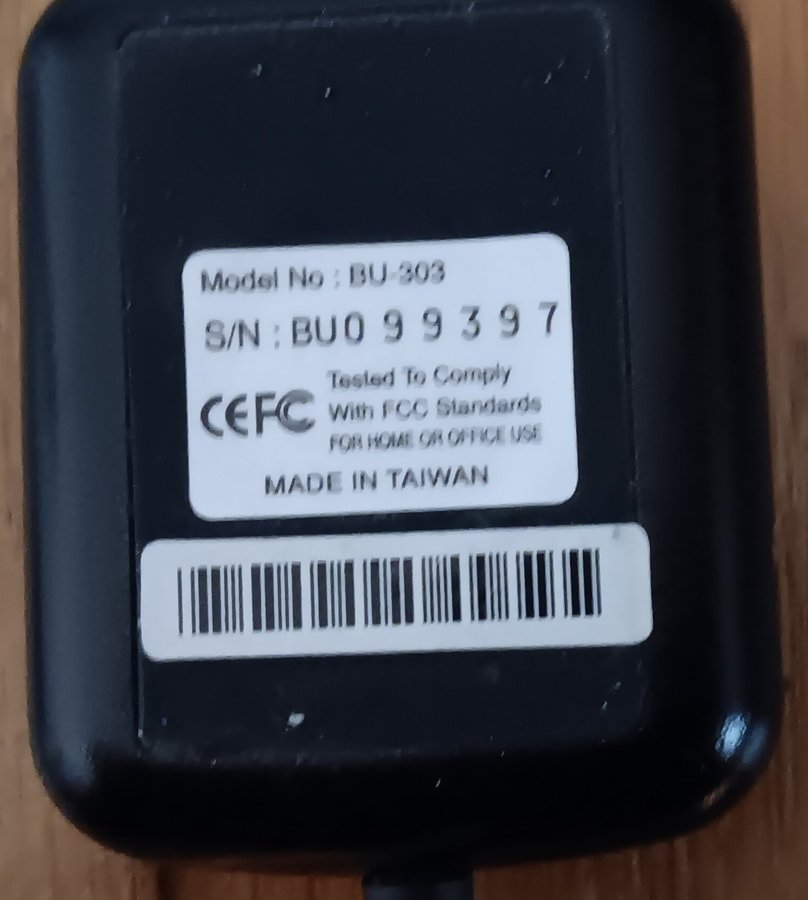 Model No : BU-303
S/N : BU0 9 9 3 9 7
CE FC Tested To Comply
With FCC Standards
FOR HOME OR OFFICE USE
MADE IN TAIWAN